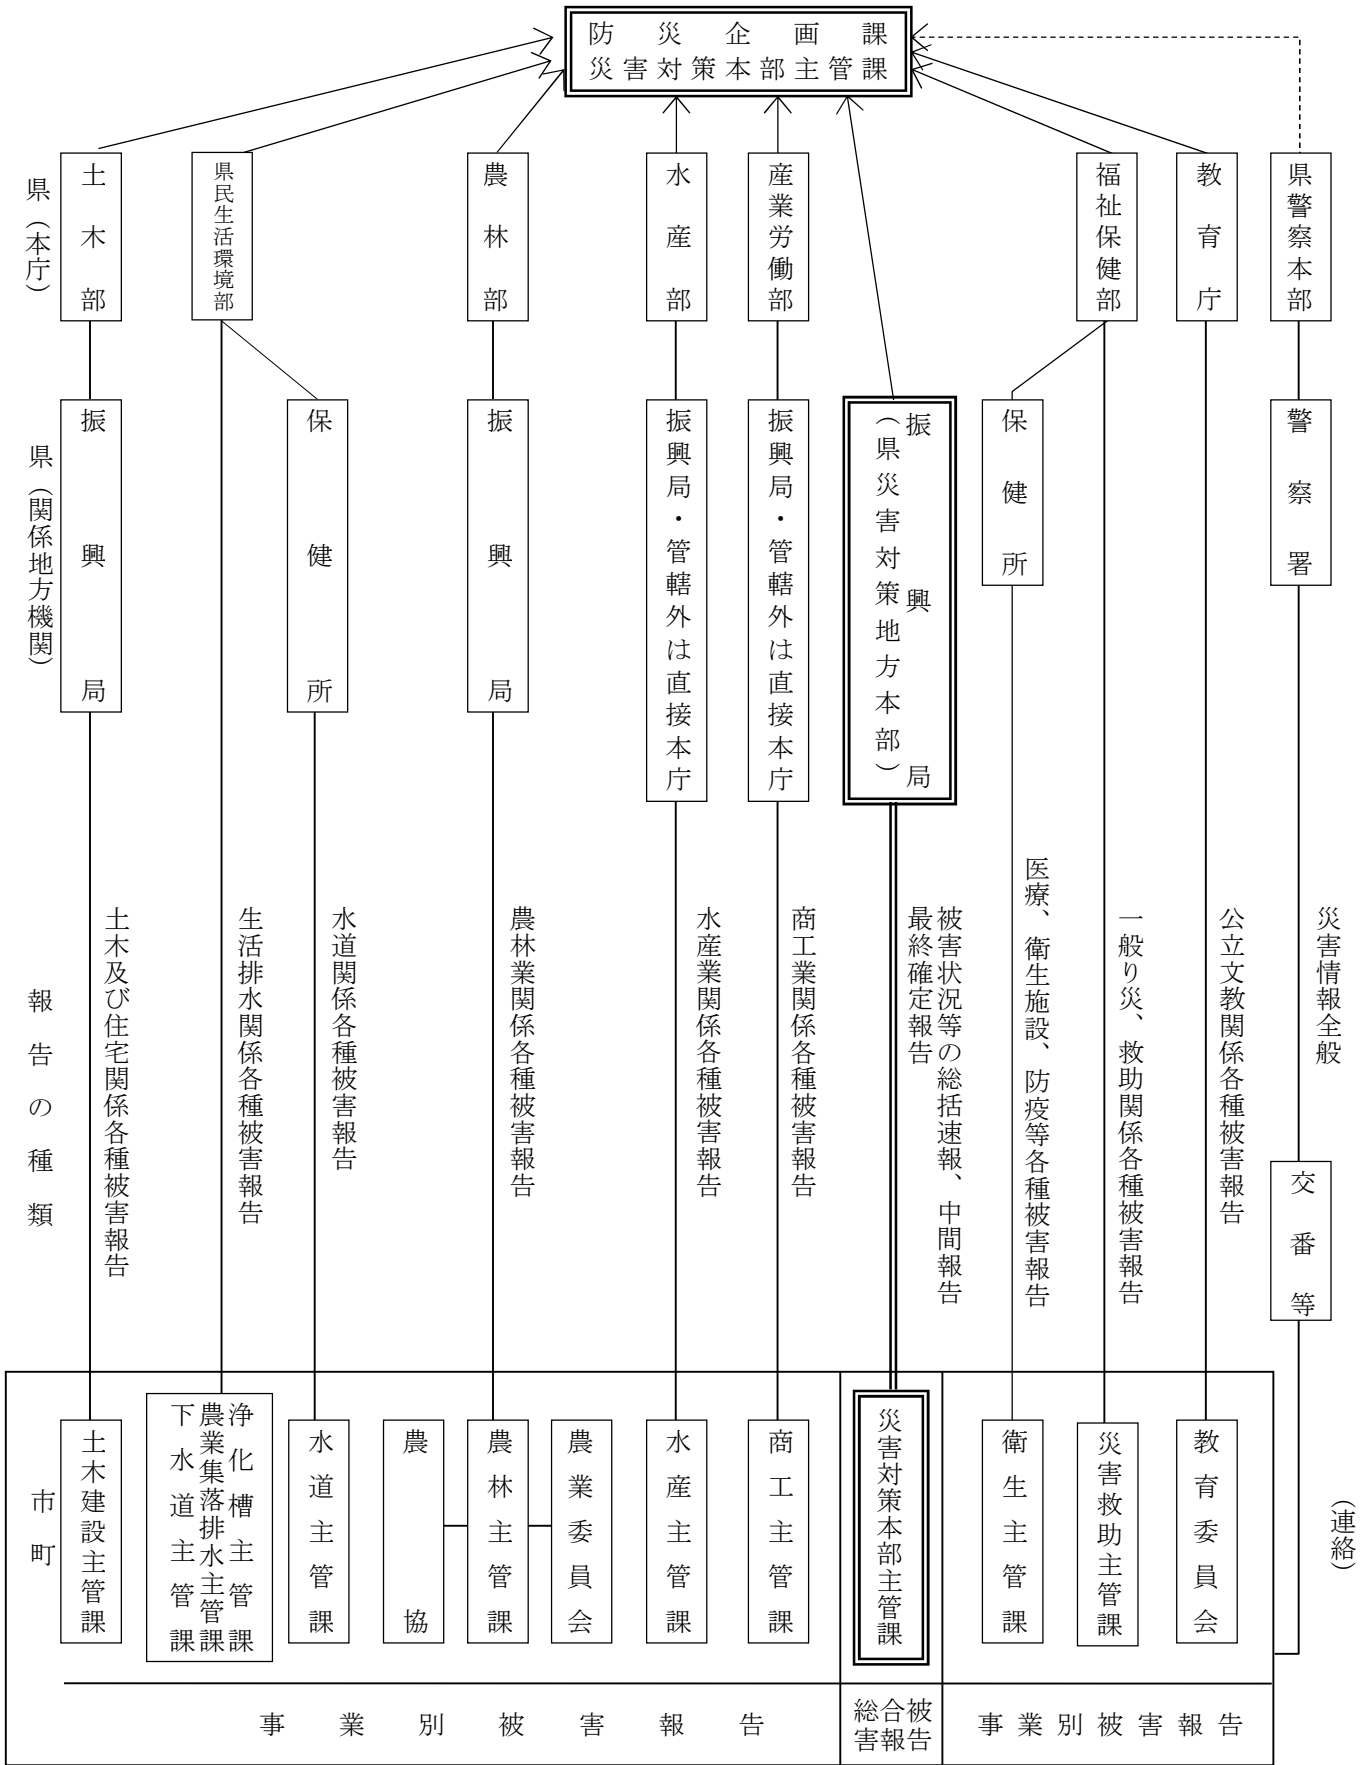 防災企画課
災害対策本部主管課
県（本庁）
土木部
県民生活環境部
農林部
水産部
産業労働部
福祉保健部
教育庁
県警察本部
県（関係地方機関）
振興局
保健所
振興局
振興局・管轄外は直接本庁
振興局・管轄外は直接本庁
振興局
（県災害対策地方本部）
保健所
警察署
報告の種類
土木及び住宅関係各種被害報告
生活排水関係各種被害報告
水道関係各種被害報告
農林業関係各種被害報告
水産業関係各種被害報告
商工業関係各種被害報告
被害状況等の総括速報、中間報告
最終確定報告
医療、衛生施設、防疫等各種被害報告
一般り災、救助関係各種被害報告
公立文教関係各種被害報告
災害情報全般
交番等
市町
土木建設主管課
浄化槽主管課
農業集落排水主管課
下水道主管課
水道主管課
農協
農林主管課
農業委員会
水産主管課
商工主管課
災害対策本部主管課
衛生主管課
災害救助主管課
教育委員会
（連絡）
事業別被害報告
総合被
害報告
事業別被害報告